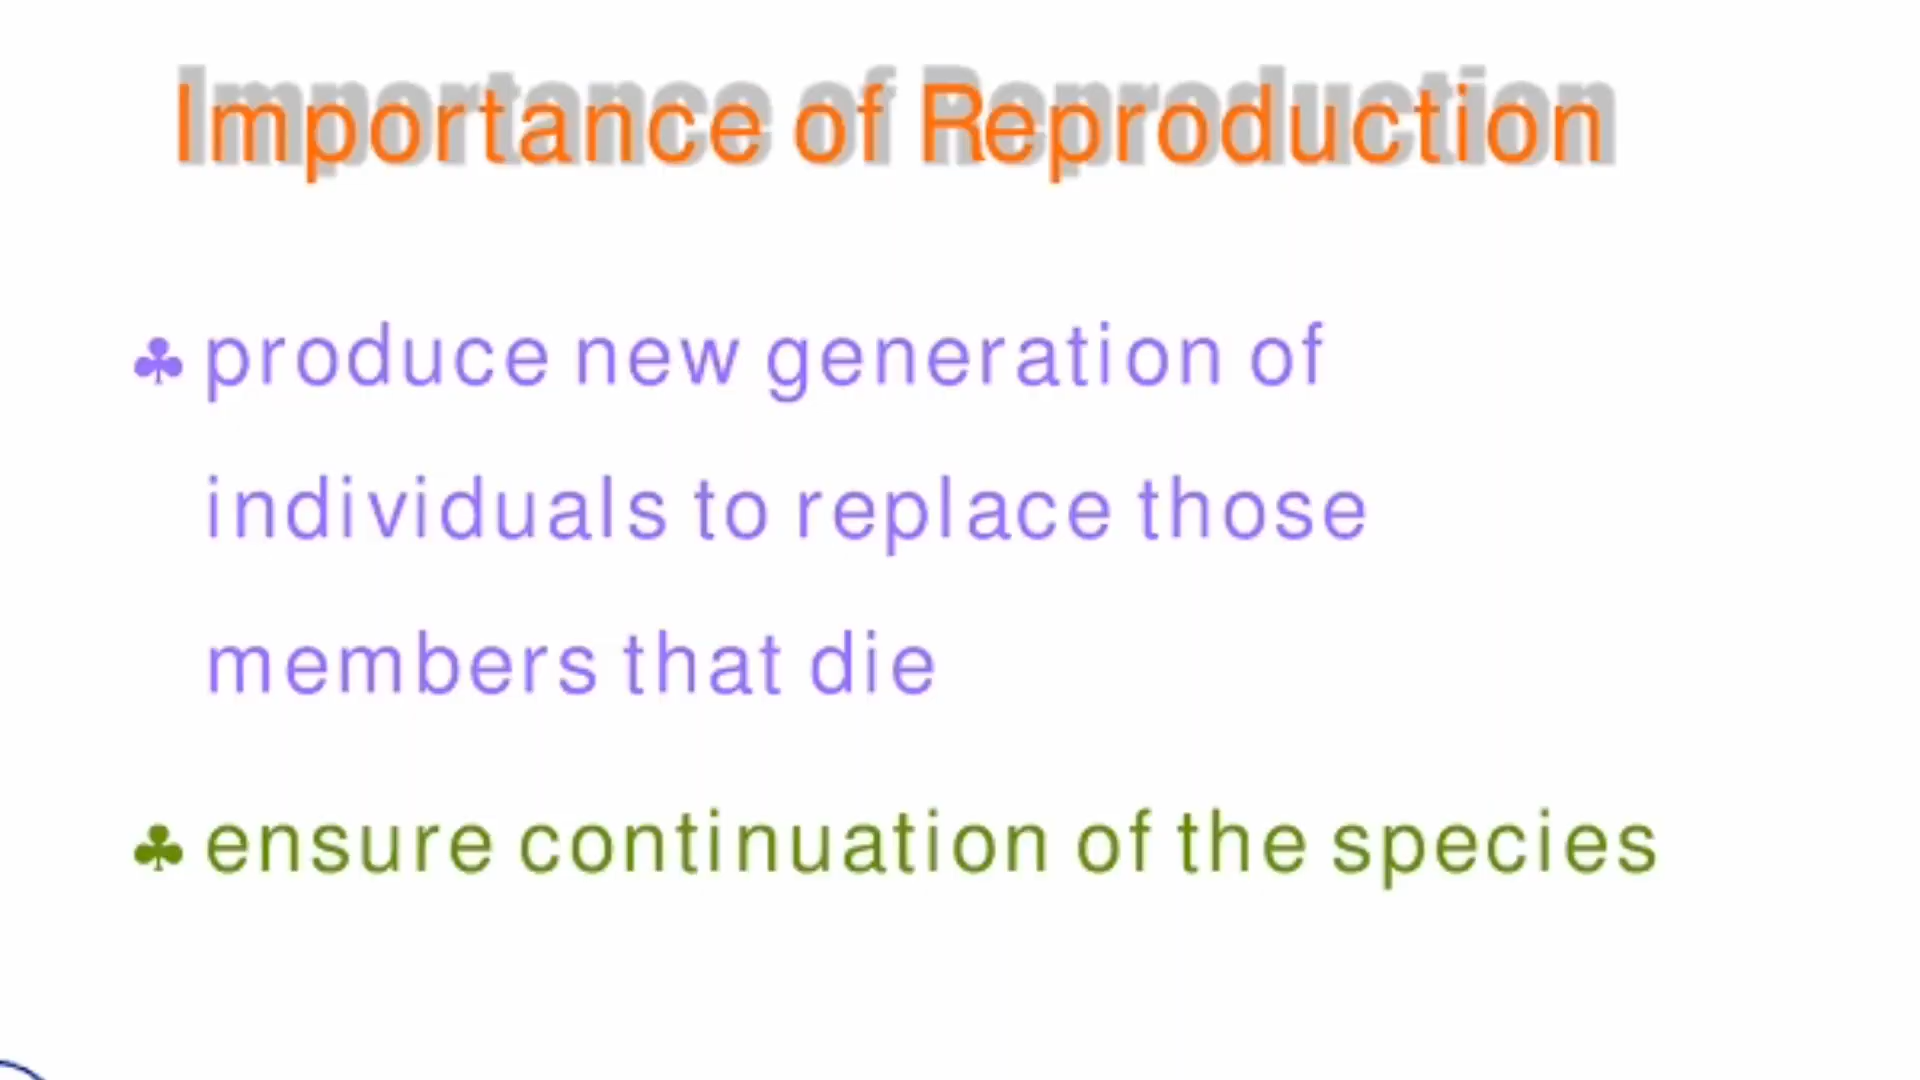 Importance of Reproduction
♣ produce new generation of
individuals to replace those
members that die
♣ ensure continuation of the species